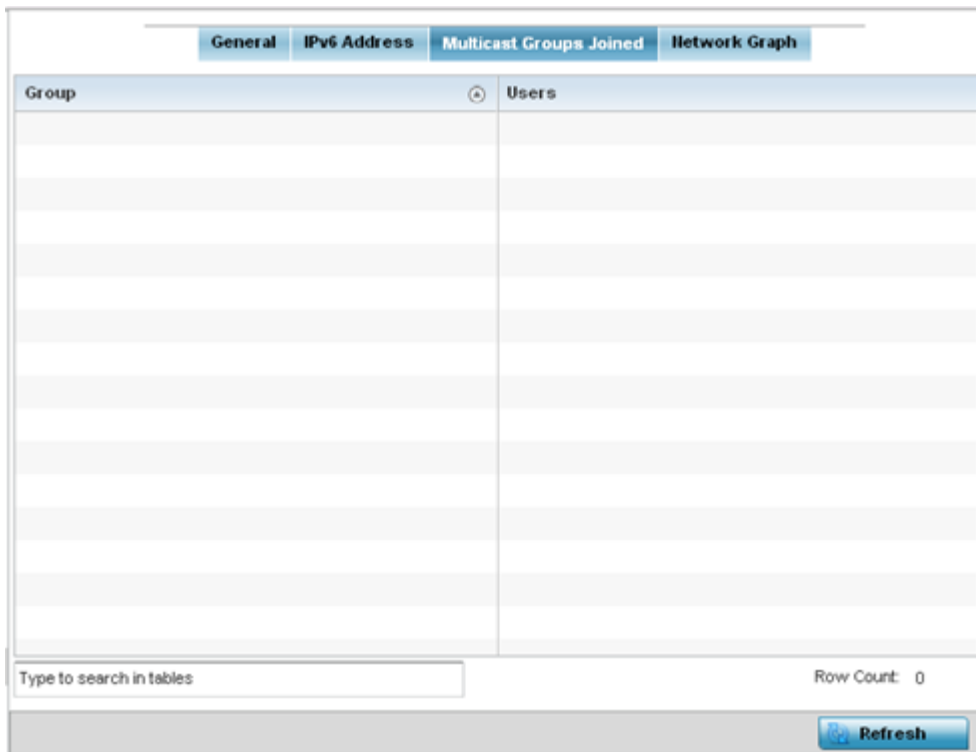 General IPv6 Address Multicast Groups Joined Network Graph
Group Users
Type to search in tables Row Count: 0
Refresh